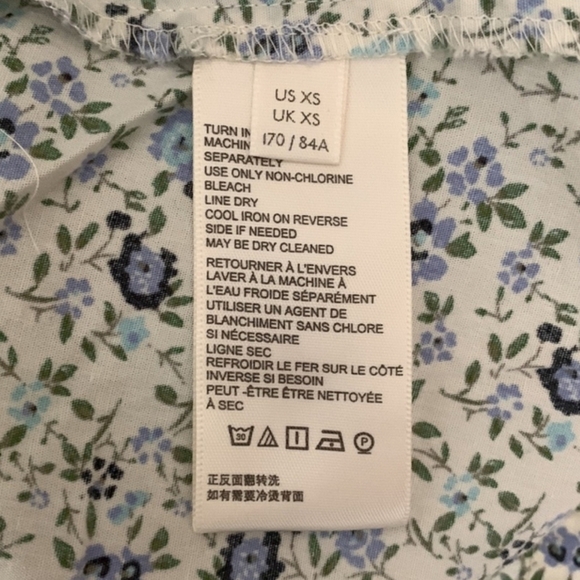 US XS
UK XS
170 / 84A
TURN IN
MACHIN
SEPARATELY
USE ONLY NON-CHLORINE
BLEACH
LINE DRY
COOL IRON ON REVERSE
SIDE IF NEEDED
MAY BE DRY CLEANED
RETOURNER À L'ENVERS
LAVER À LA MACHINE À
L'EAU FROIDE SÉPARÉMENT
UTILISER UN AGENT DE
BLANCHIMENT SANS CHLORE
SI NÉCESSAIRE
LIGNE SEC
REFROIDIR LE FER SUR LE CÔTÉ
INVERSE SI BESOIN
PEUT -ÊTRE ÊTRE NETTOYÉE
À SEC
30 P
正反面翻转洗
如有需要冷烫背面